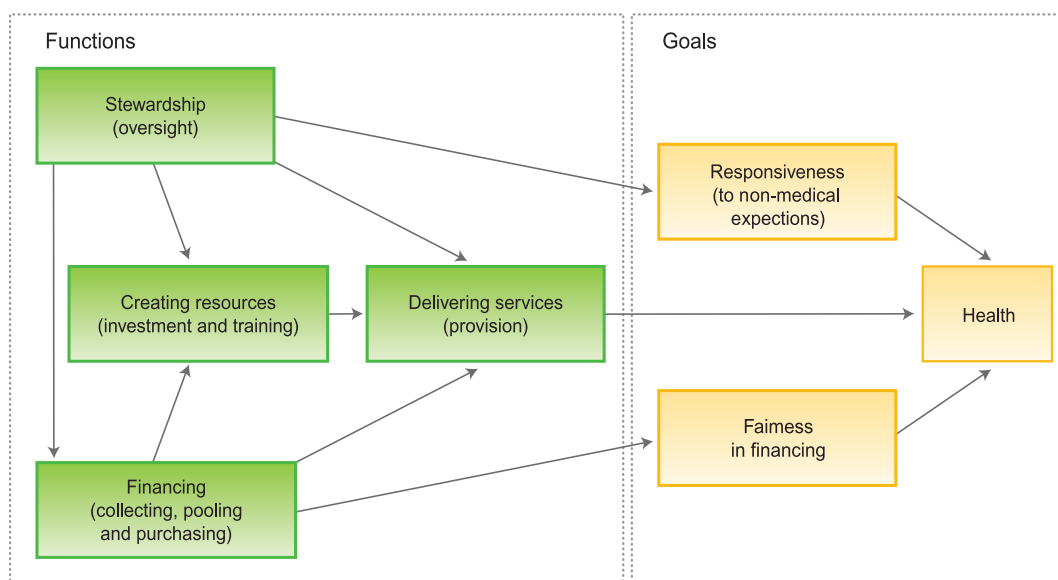 Functions
Goals
Stewardship
(oversight)
Responsiveness
(to non-medical
expections)
Creating resources
(investment and training)
Delivering services
(provision)
Health
Faimess
in financing
Financing
(collecting, pooling
and purchasing)